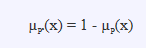 μₚ'(x) = 1 - μₚ(x)